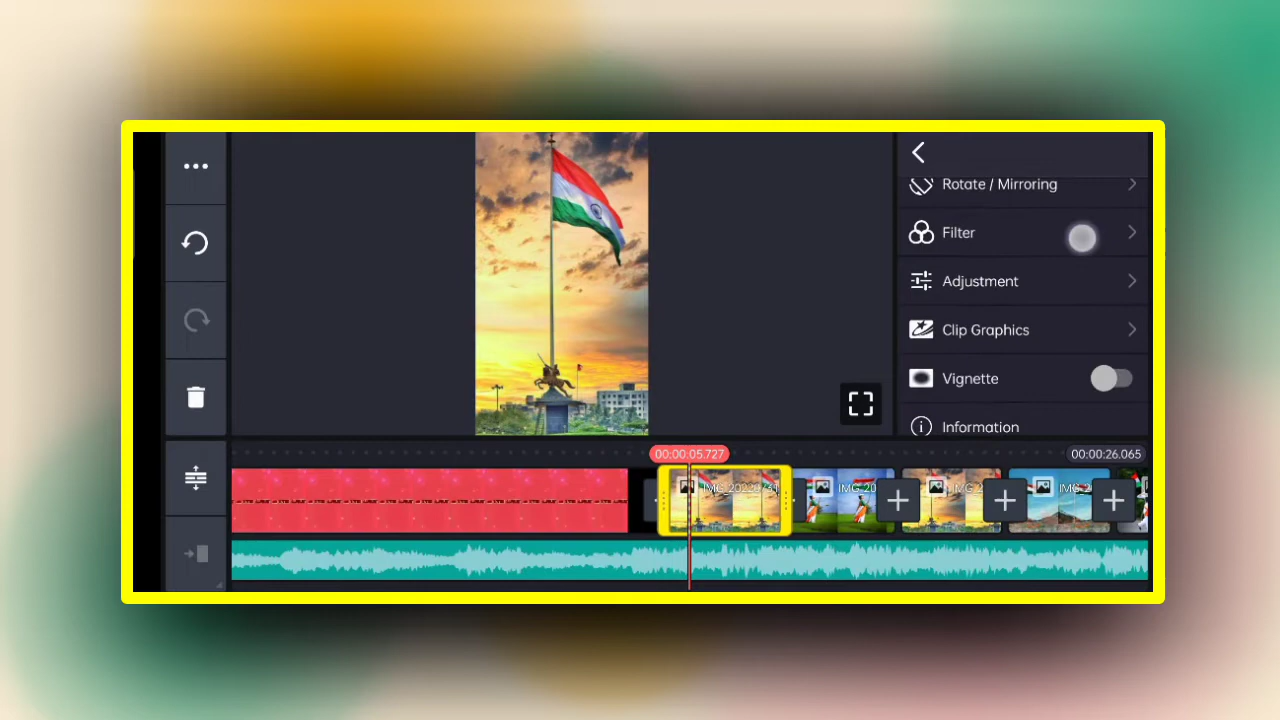 Rotate / Mirroring
Filter
Adjustment
Clip Graphics
Vignette
Information
00:00:05.727
00:00:26.065